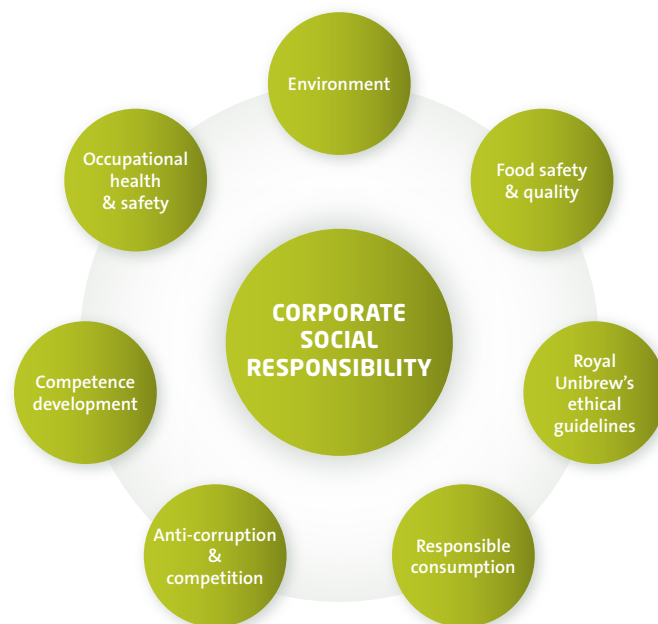 Environment
Food safety
& quality
Royal
Unibrew's
ethical
guidelines
Responsible
consumption
Anti-corruption
&
competition
Competence
development
Occupational
health
& safety
CORPORATE
SOCIAL
RESPONSIBILITY